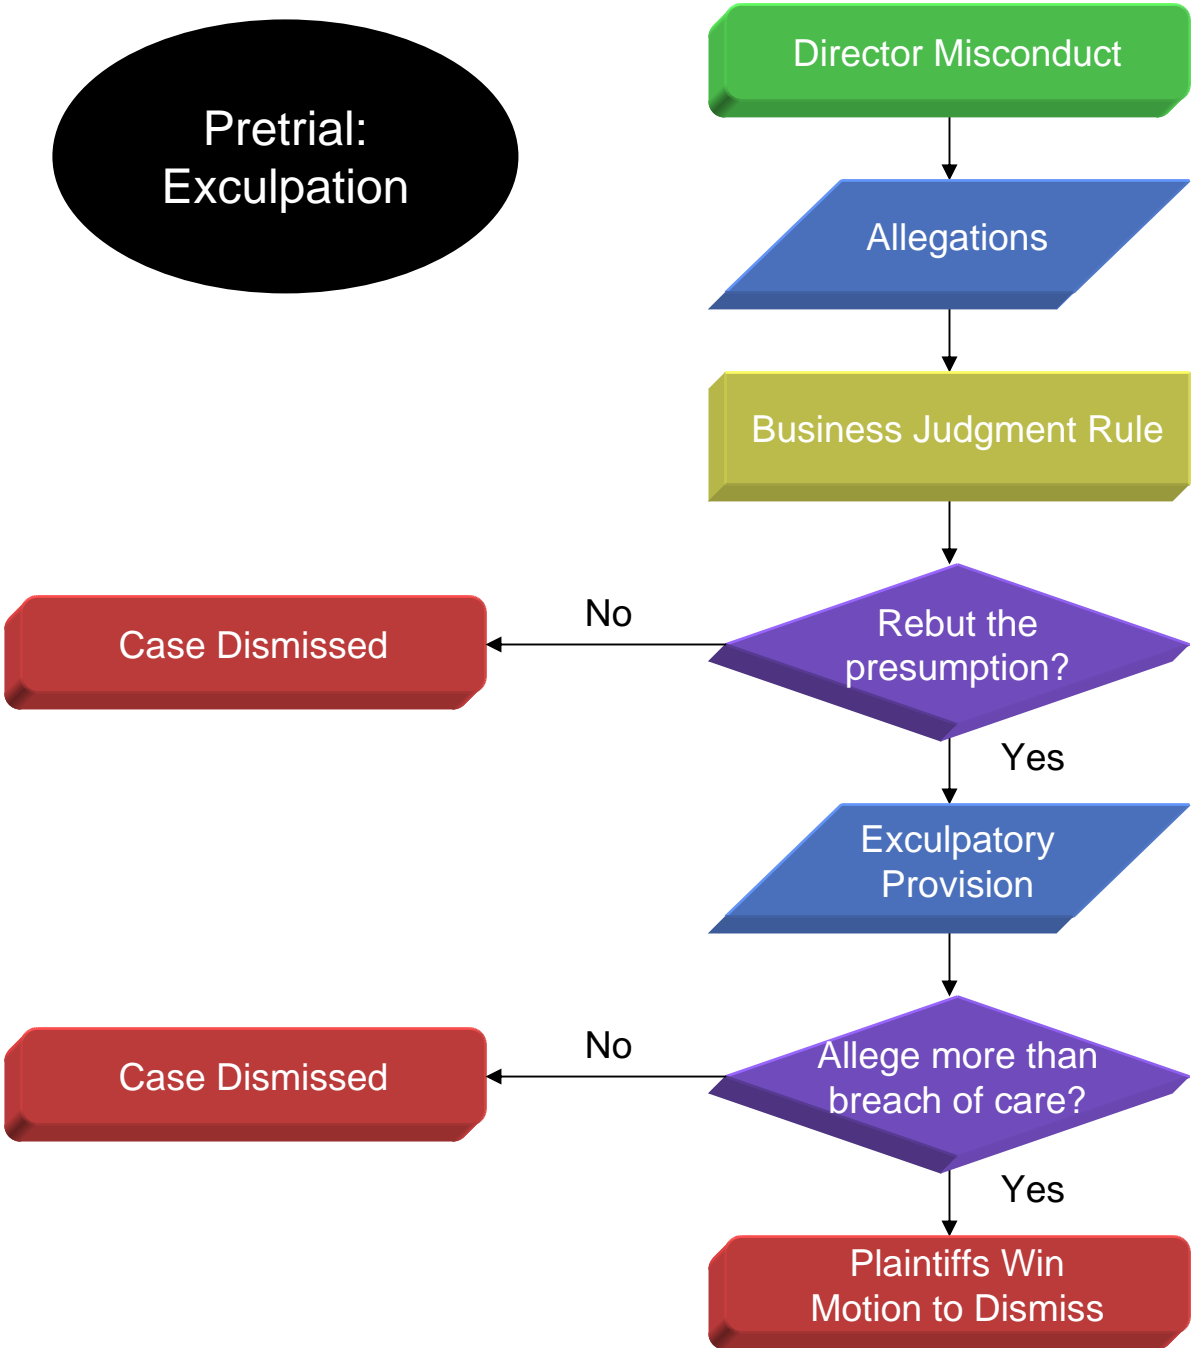 Director Misconduct
Pretrial:
Exculpation
Allegations
Business Judgment Rule
Rebut the
presumption?
No
Case Dismissed
Yes
Exculpatory
Provision
Allege more than
breach of care?
No
Case Dismissed
Yes
Plaintiffs Win
Motion to Dismiss